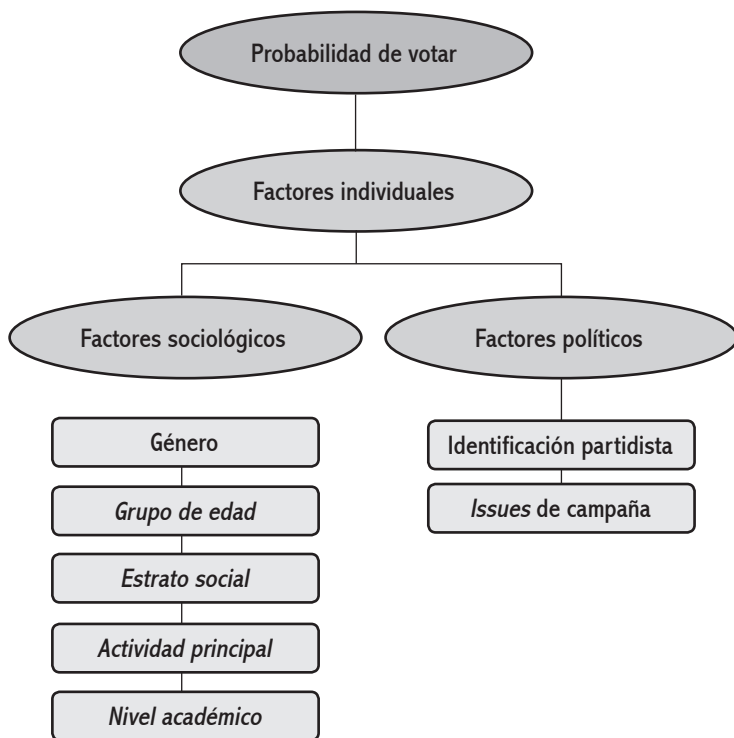 Probabilidad de votar
Factores individuales
Factores sociológicos
Factores políticos
Género
Grupo de edad
Estrato social
Actividad principal
Nivel académico
Identificación partidista
Issues de campaña